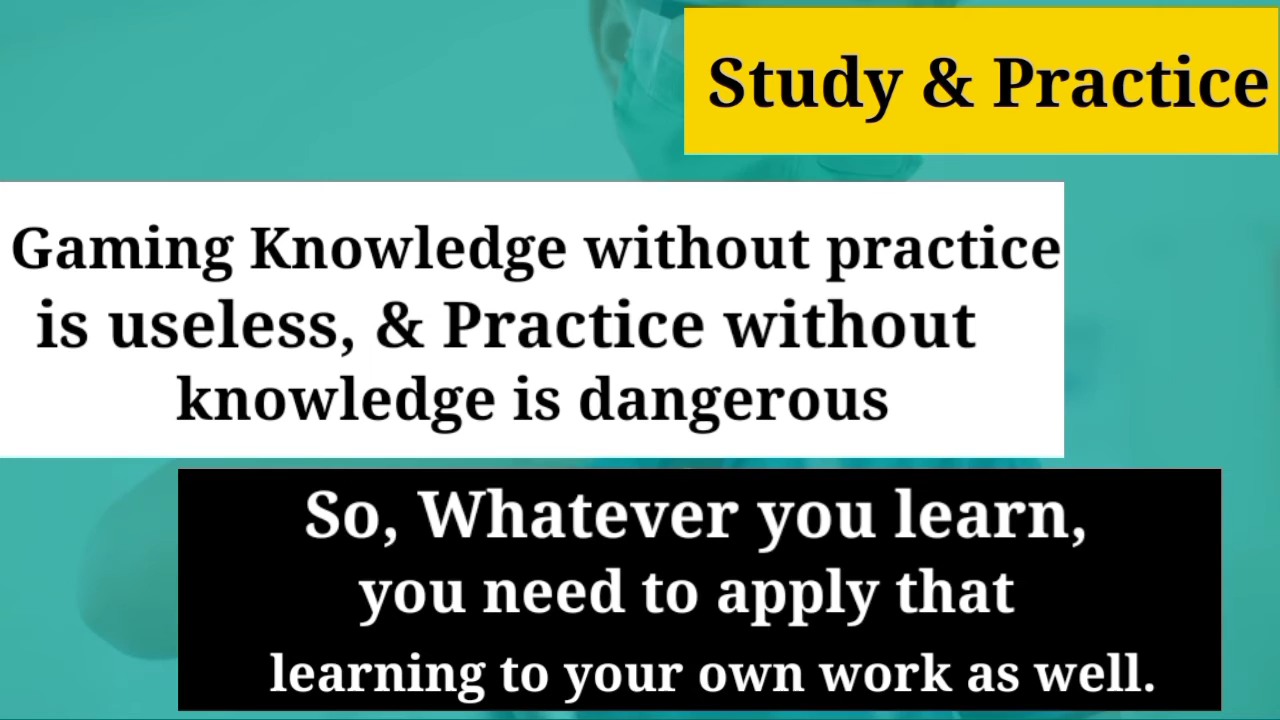 Study & Practice
Gaming Knowledge without practice
is useless, & Practice without
knowledge is dangerous
So, Whatever you learn,
you need to apply that
learning to your own work as well.